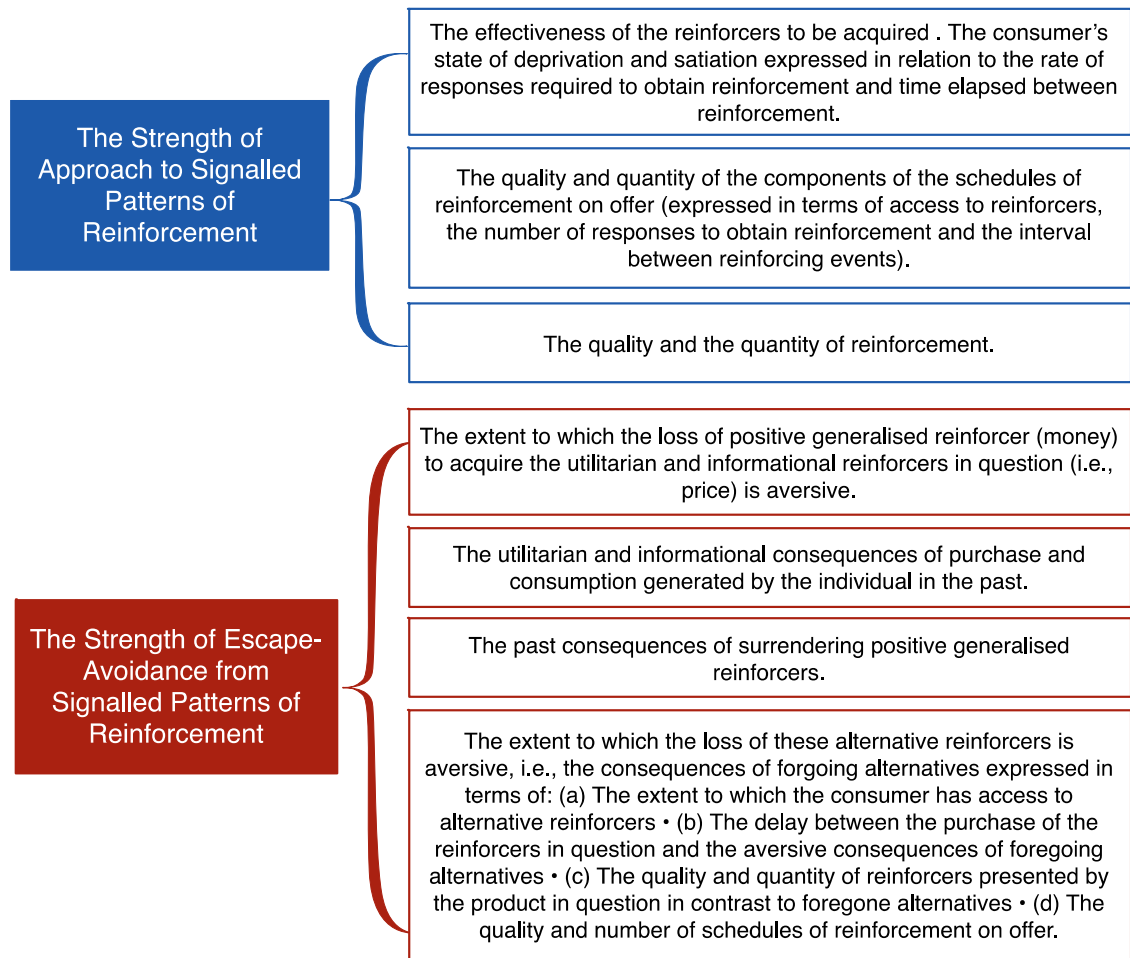 The Strength of
Approach to Signalled
Patterns of
Reinforcement
The effectiveness of the reinforcers to be acquired . The consumer’s
state of deprivation and satiation expressed in relation to the rate of
responses required to obtain reinforcement and time elapsed between
reinforcement.
The quality and quantity of the components of the schedules of
reinforcement on offer (expressed in terms of access to reinforcers,
the number of responses to obtain reinforcement and the interval
between reinforcing events).
The quality and the quantity of reinforcement.
The Strength of Escape-
Avoidance from
Signalled Patterns of
Reinforcement
The extent to which the loss of positive generalised reinforcer (money)
to acquire the utilitarian and informational reinforcers in question (i.e.,
price) is aversive.
The utilitarian and informational consequences of purchase and
consumption generated by the individual in the past.
The past consequences of surrendering positive generalised
reinforcers.
The extent to which the loss of these alternative reinforcers is
aversive, i.e., the consequences of forgoing alternatives expressed in
terms of: (a) The extent to which the consumer has access to
alternative reinforcers • (b) The delay between the purchase of the
reinforcers in question and the aversive consequences of foregoing
alternatives • (c) The quality and quantity of reinforcers presented by
the product in question in contrast to foregone alternatives • (d) The
quality and number of schedules of reinforcement on offer.